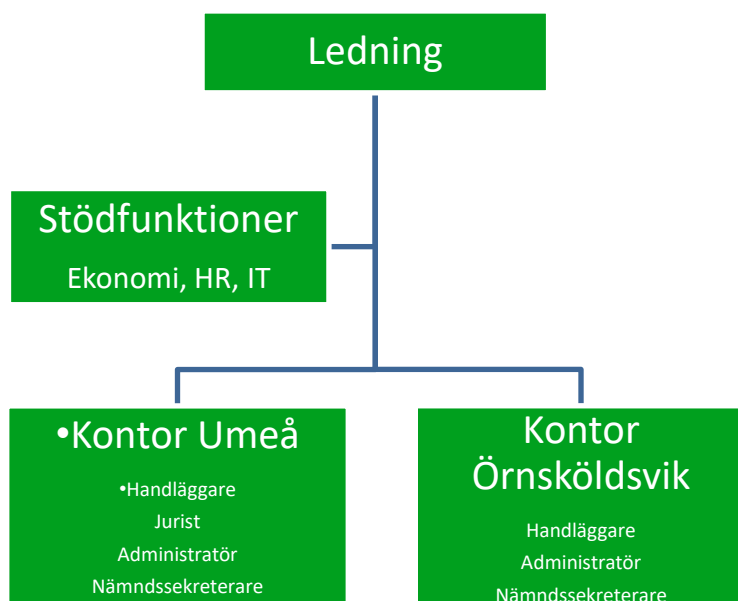 Ledning
Stödfunktioner
Ekonomi, HR, IT
•Kontor Umeå
•Handläggare
Jurist
Administratör
Nämndssekreterare
Kontor
Örnsköldsvik
Handläggare
Administratör
Nämndssekreterare